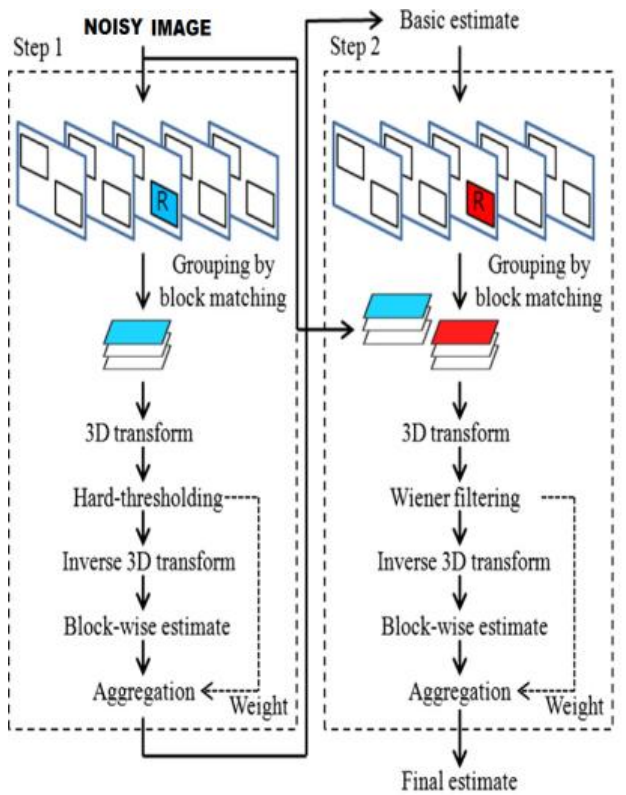 NOISY IMAGE
Step 1
R
Grouping by
block matching
3D transform
Hard-thresholding
Inverse 3D transform
Block-wise estimate
Aggregation
Weight
Basic estimate
Step 2
R
Grouping by
block matching
3D transform
Wiener filtering
Inverse 3D transform
Block-wise estimate
Aggregation
Weight
Final estimate